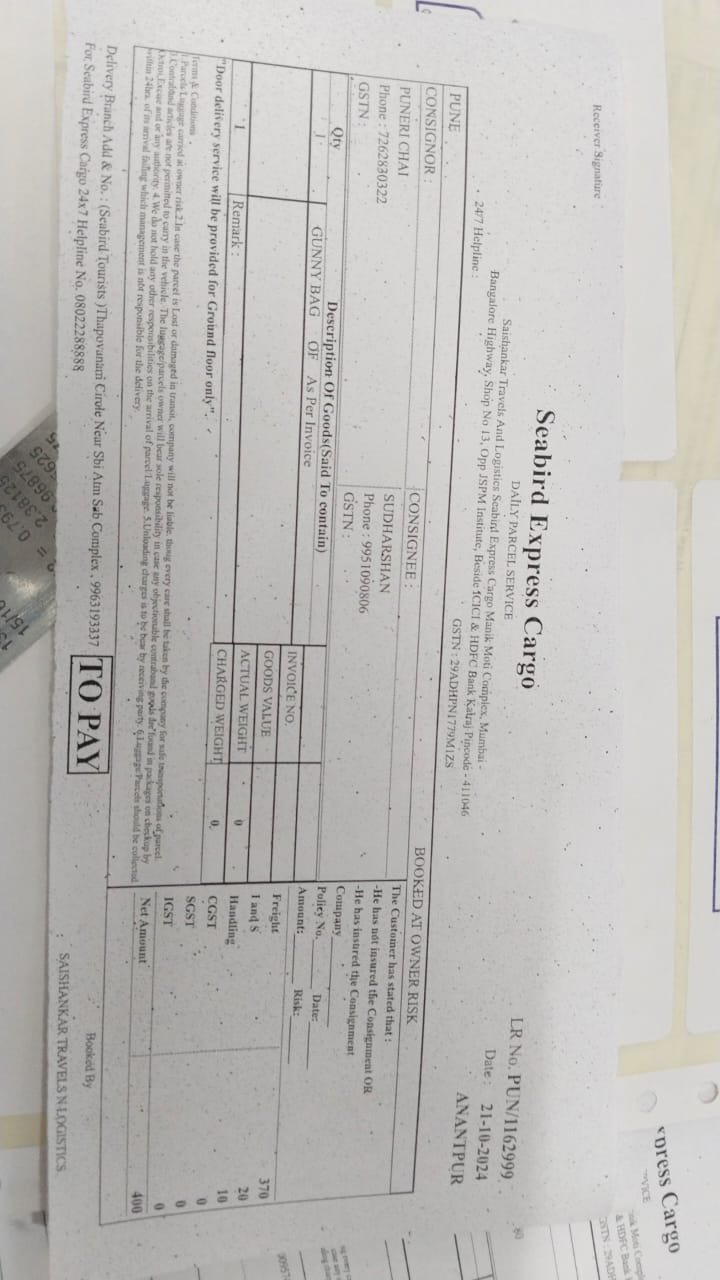 Receiver Signature
Seabird Express Cargo
DAILY PARCEL SERVICE
Saishankar Travels And Logistics Seabird Express Cargo Manik Moti Complex, Mumbai -
Bangalore Highway, Shop No 13, Opp JSPM Institute, Beside ICICI & HDFC Bank Katraj Pincode - 411046
24/7 Helpline :
GSTN : 29ADHPN1779M1ZS
LR No. PUN/1162999
Date : 21-10-2024
PUNE
ANANTPUR
BOOKED AT OWNER RISK
CONSIGNOR :
PUNERI CHAI
Phone : 7262830322
GSTN :
CONSIGNEE :
SUDHARSHAN
Phone : 9951090806
GSTN :
The Customer has stated that :
-He has not insured the Consignment OR
-He has insured the Consignment
Company
Policy No. Date:
Amount: Risk:
Qty Description Of Goods(Said To contain)
1 GUNNY BAG OF As Per Invoice
1
Remark :
INVOICE NO.
GOODS VALUE
ACTUAL WEIGHT 0
CHARGED WEIGHT 0
Freight 370
I and S 20
Handling 10
CGST 0
SGST 0
IGST 0
Net Amount 400
"Door delivery service will be provided for Ground floor only".
Terms & Conditions
1.Parcels Luggage carried at owner risk.2.In case the parcel is Lost or damaged in transit, company will not be liable. thoug every care shall be taken by the company for safe transportations of parcel.
3.Contraband articles are not permitted to carry in the vehicle. The luggage/parcels owner will bear sole responsibility in case any objectionable contraband goods are found in packages on checkup by
Octroi,Excise and or any authority. 4.We do not hold any other responsibilities on the arrival of parcel/Luggage. 5.Unloading charges is to be bear by receiving party. 6.Luggage/Parcels should be collected
within 24hrs. of its arrival failing which management is not responsible for the delivery.
Delivery Branch Add & No. : (Seabird Tourists )Thapovanam Circle Near Sbi Atm Sab Complex , 9963193337
TO PAY
For Seabird Express Cargo 24x7 Helpline No. 08022288888
Booked By
SAISHANKAR TRAVELS N LOGISTICS
press Cargo
& HDFC Bank